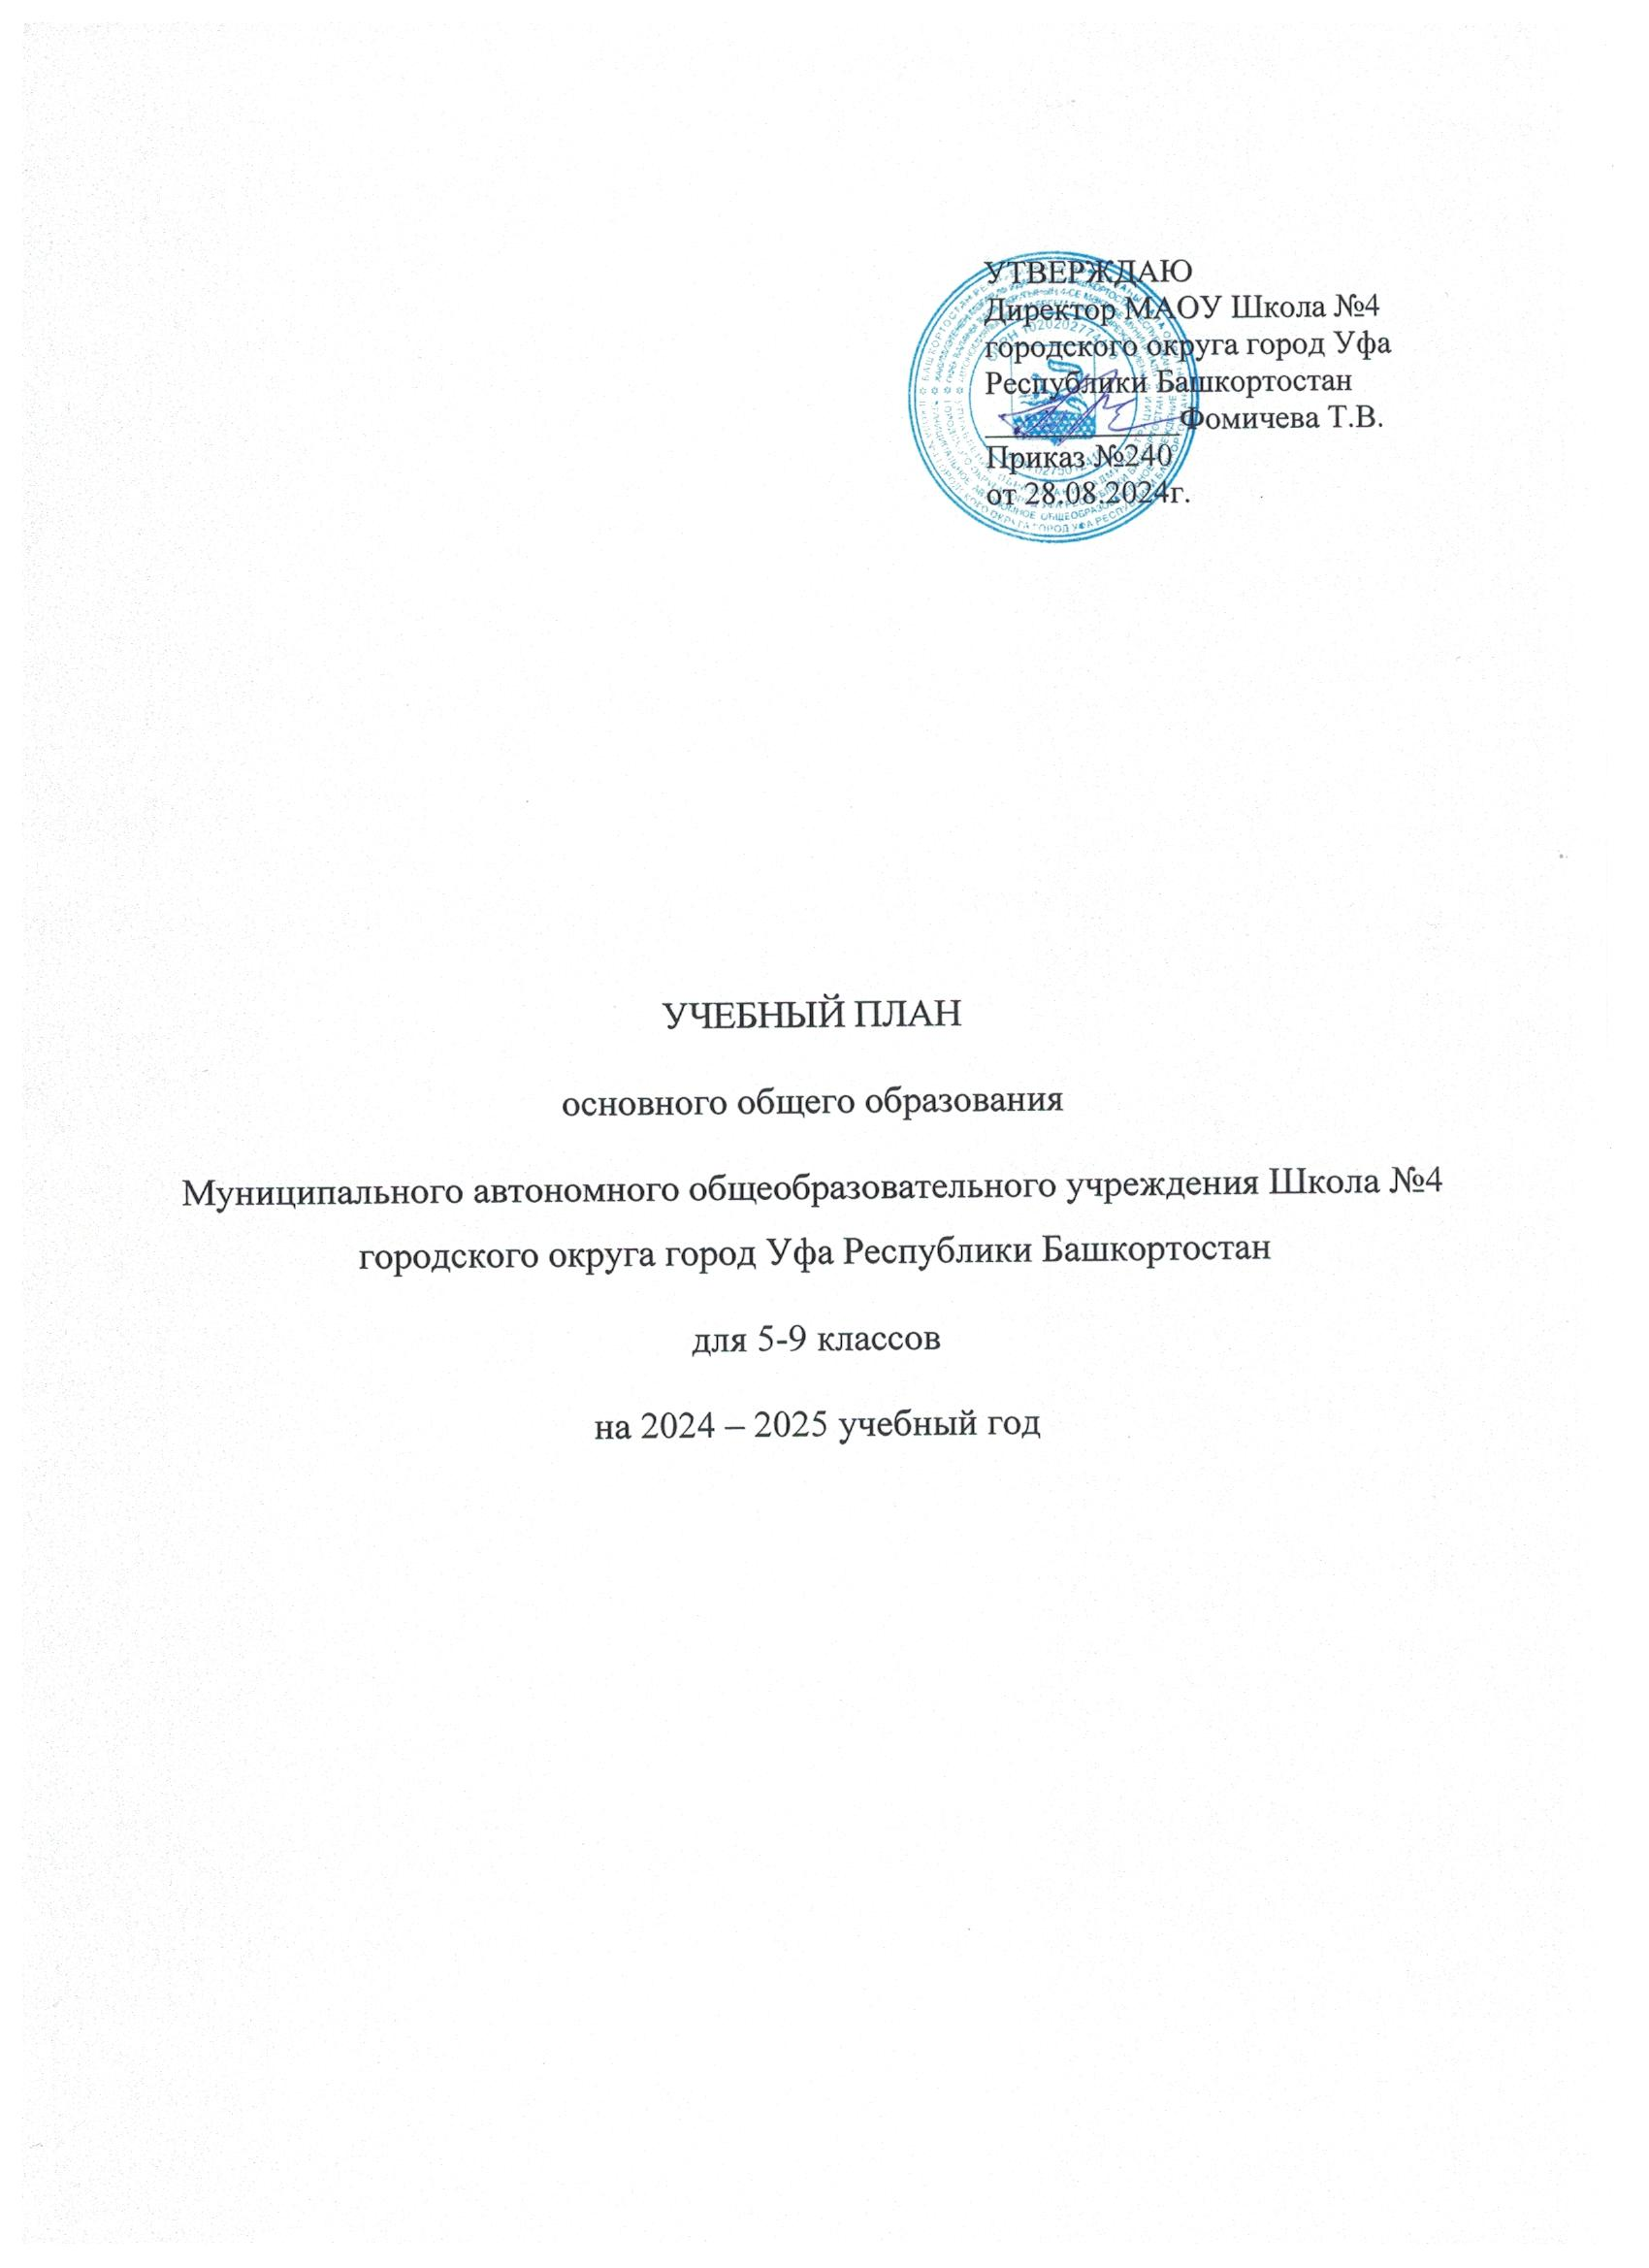 УТВЕРЖДАЮ
Директор МАОУ Школа №4
городского округа город Уфа
Республики Башкортостан
Фомичева Т.В.
Приказ №240
от 28.08.2024г.
УЧЕБНЫЙ ПЛАН
основного общего образования
Муниципального автономного общеобразовательного учреждения Школа №4
городского округа город Уфа Республики Башкортостан
для 5-9 классов
на 2024 – 2025 учебный год